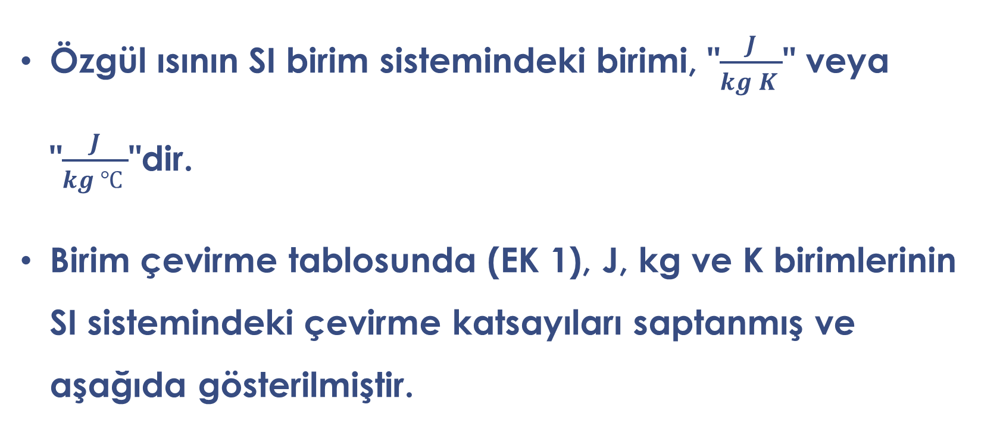 • Özgül ısının SI birim sistemindeki birimi, "$\frac{J}{kg\ K}$" veya
"$\frac{J}{kg\ ℃}$"dir.
• Birim çevirme tablosunda (EK 1), J, kg ve K birimlerinin
SI sistemindeki çevirme katsayıları saptanmış ve
aşağıda gösterilmiştir.